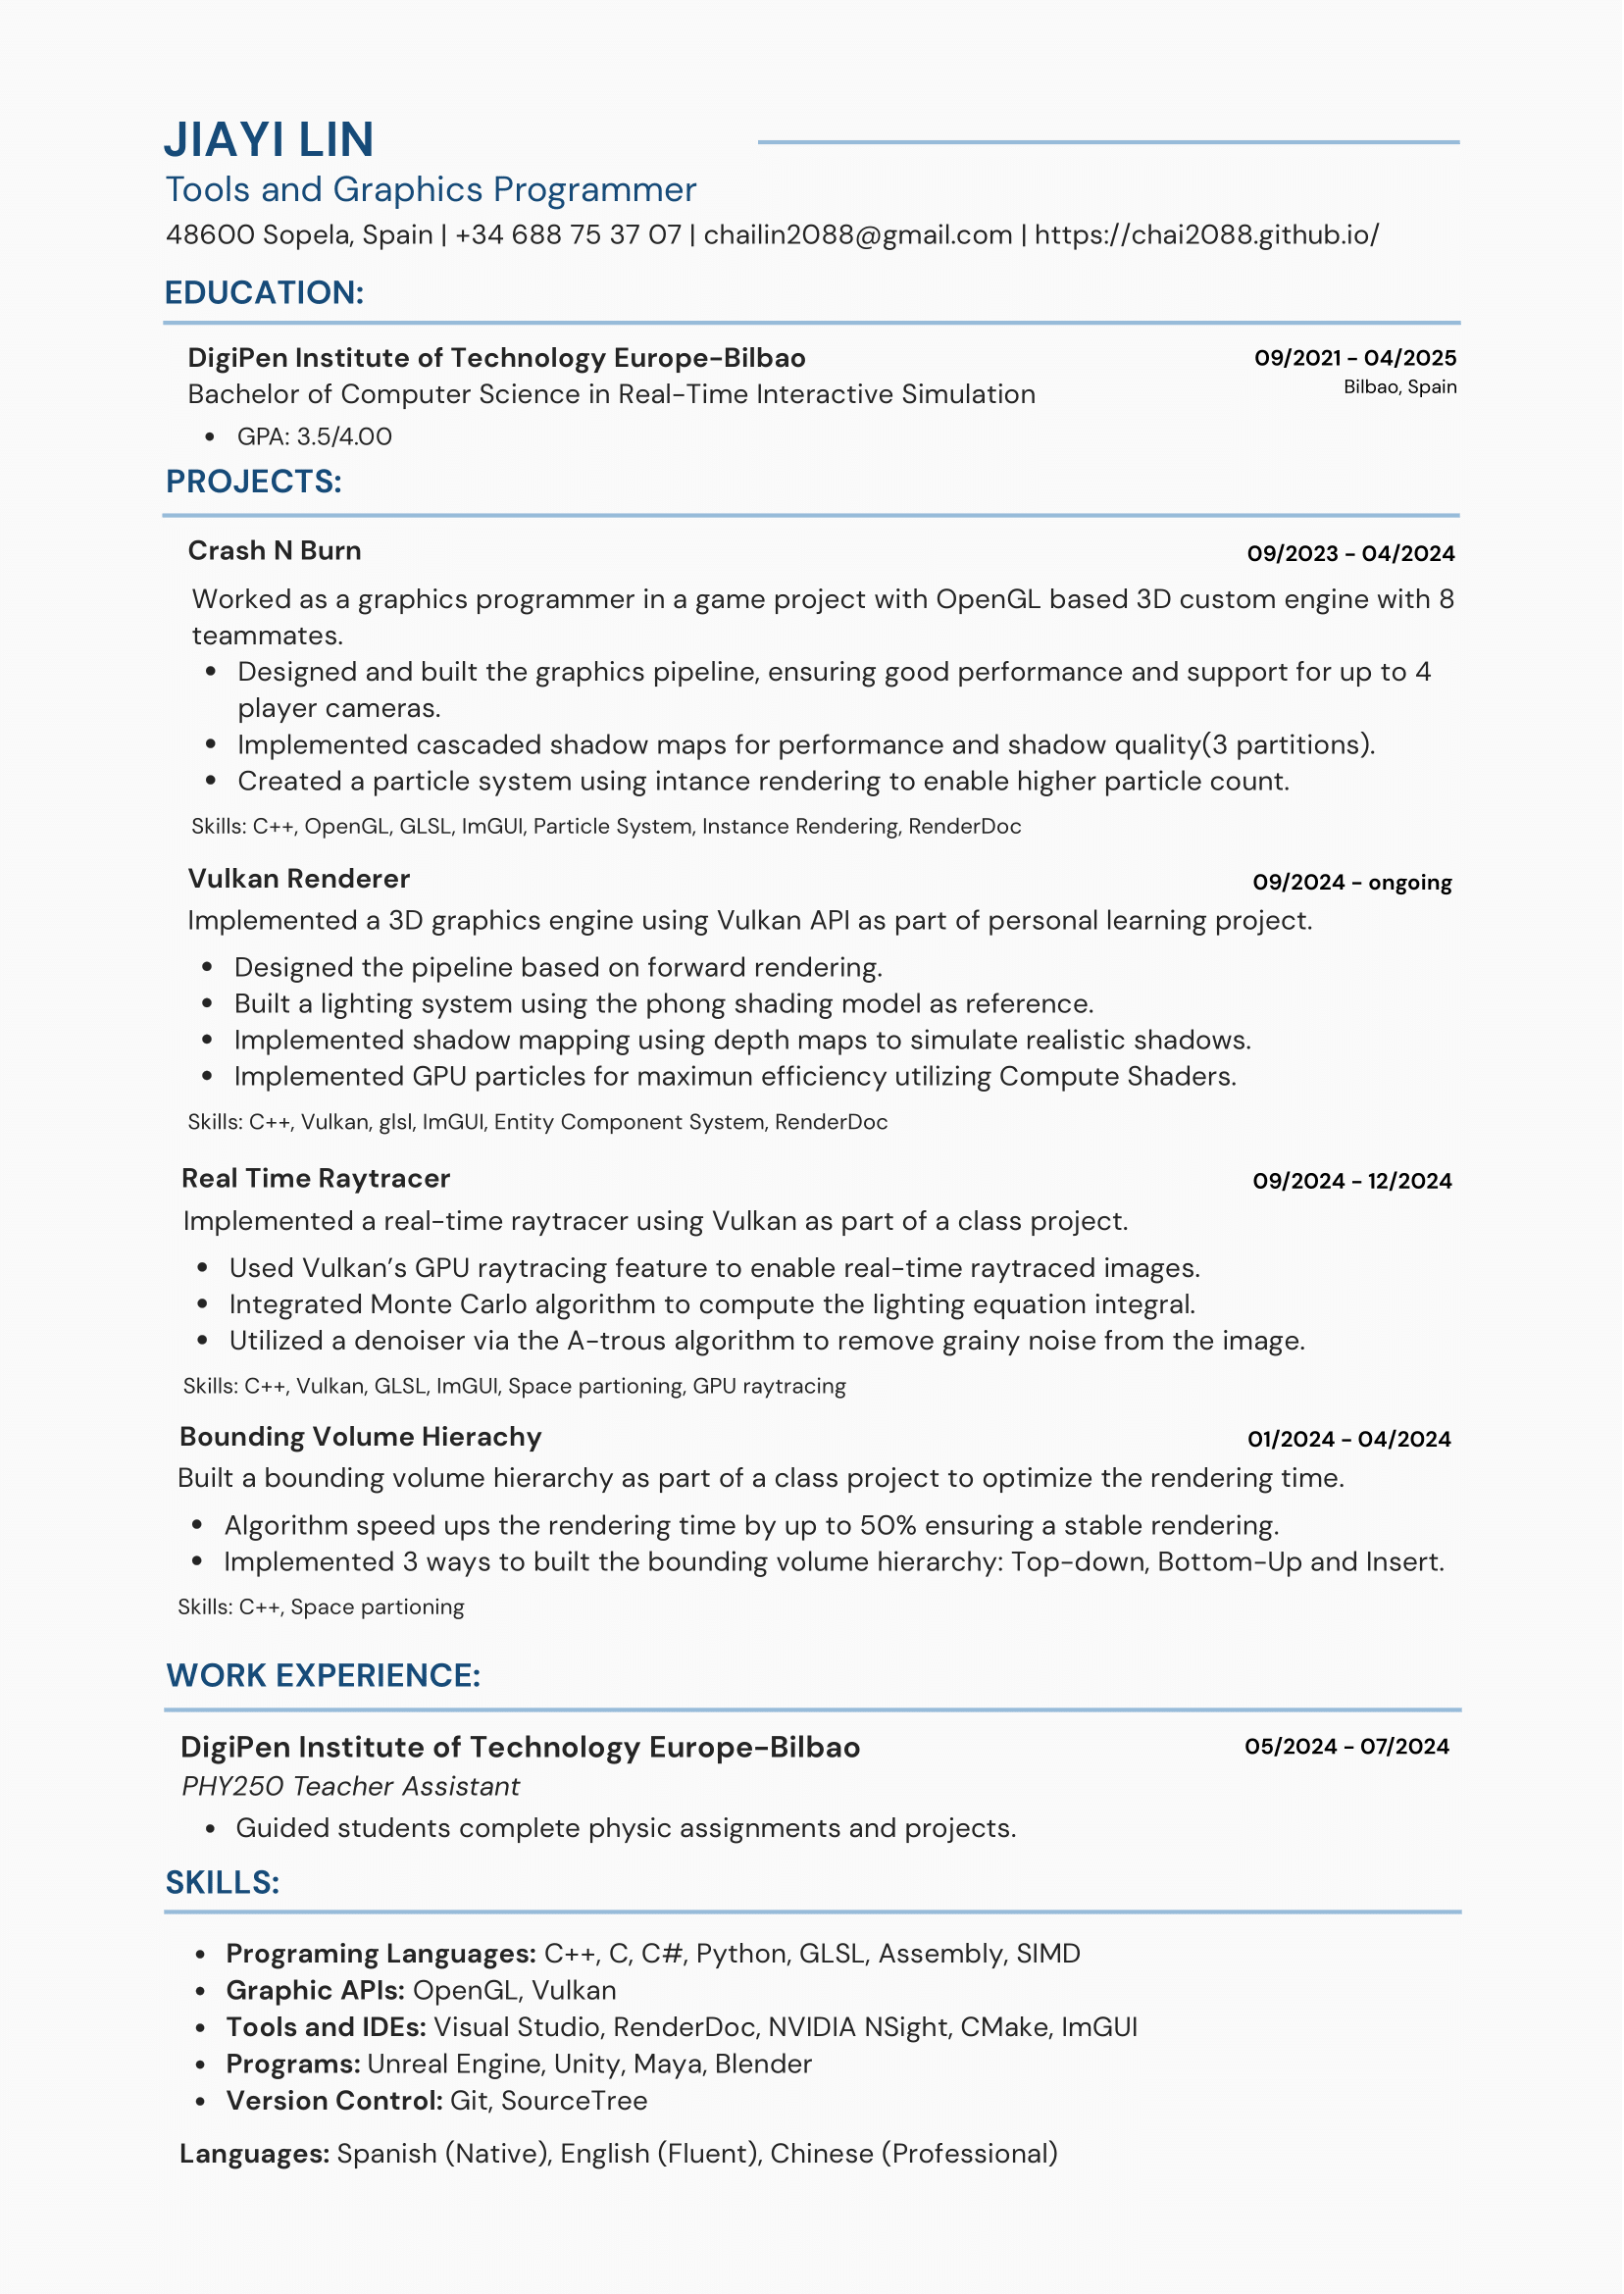 JIAYI LIN
Tools and Graphics Programmer
48600 Sopela, Spain | +34 688 75 37 07 | chailin2088@gmail.com | https://chai2088.github.io/
EDUCATION:
DigiPen Institute of Technology Europe-Bilbao 09/2021 - 04/2025
Bachelor of Computer Science in Real-Time Interactive Simulation Bilbao, Spain
• GPA: 3.5/4.00
PROJECTS:
Crash N Burn 09/2023 - 04/2024
Worked as a graphics programmer in a game project with OpenGL based 3D custom engine with 8
teammates.
• Designed and built the graphics pipeline, ensuring good performance and support for up to 4
player cameras.
• Implemented cascaded shadow maps for performance and shadow quality(3 partitions).
• Created a particle system using intance rendering to enable higher particle count.
Skills: C++, OpenGL, GLSL, ImGUI, Particle System, Instance Rendering, RenderDoc
Vulkan Renderer 09/2024 - ongoing
Implemented a 3D graphics engine using Vulkan API as part of personal learning project.
• Designed the pipeline based on forward rendering.
• Built a lighting system using the phong shading model as reference.
• Implemented shadow mapping using depth maps to simulate realistic shadows.
• Implemented GPU particles for maximun efficiency utilizing Compute Shaders.
Skills: C++, Vulkan, glsl, ImGUI, Entity Component System, RenderDoc
Real Time Raytracer 09/2024 - 12/2024
Implemented a real-time raytracer using Vulkan as part of a class project.
• Used Vulkan’s GPU raytracing feature to enable real-time raytraced images.
• Integrated Monte Carlo algorithm to compute the lighting equation integral.
• Utilized a denoiser via the A-trous algorithm to remove grainy noise from the image.
Skills: C++, Vulkan, GLSL, ImGUI, Space partioning, GPU raytracing
Bounding Volume Hierachy 01/2024 - 04/2024
Built a bounding volume hierarchy as part of a class project to optimize the rendering time.
• Algorithm speed ups the rendering time by up to 50% ensuring a stable rendering.
• Implemented 3 ways to built the bounding volume hierarchy: Top-down, Bottom-Up and Insert.
Skills: C++, Space partioning
WORK EXPERIENCE:
DigiPen Institute of Technology Europe-Bilbao 05/2024 - 07/2024
PHY250 Teacher Assistant
• Guided students complete physic assignments and projects.
SKILLS:
• Programing Languages: C++, C, C#, Python, GLSL, Assembly, SIMD
• Graphic APIs: OpenGL, Vulkan
• Tools and IDEs: Visual Studio, RenderDoc, NVIDIA NSight, CMake, ImGUI
• Programs: Unreal Engine, Unity, Maya, Blender
• Version Control: Git, SourceTree
Languages: Spanish (Native), English (Fluent), Chinese (Professional)